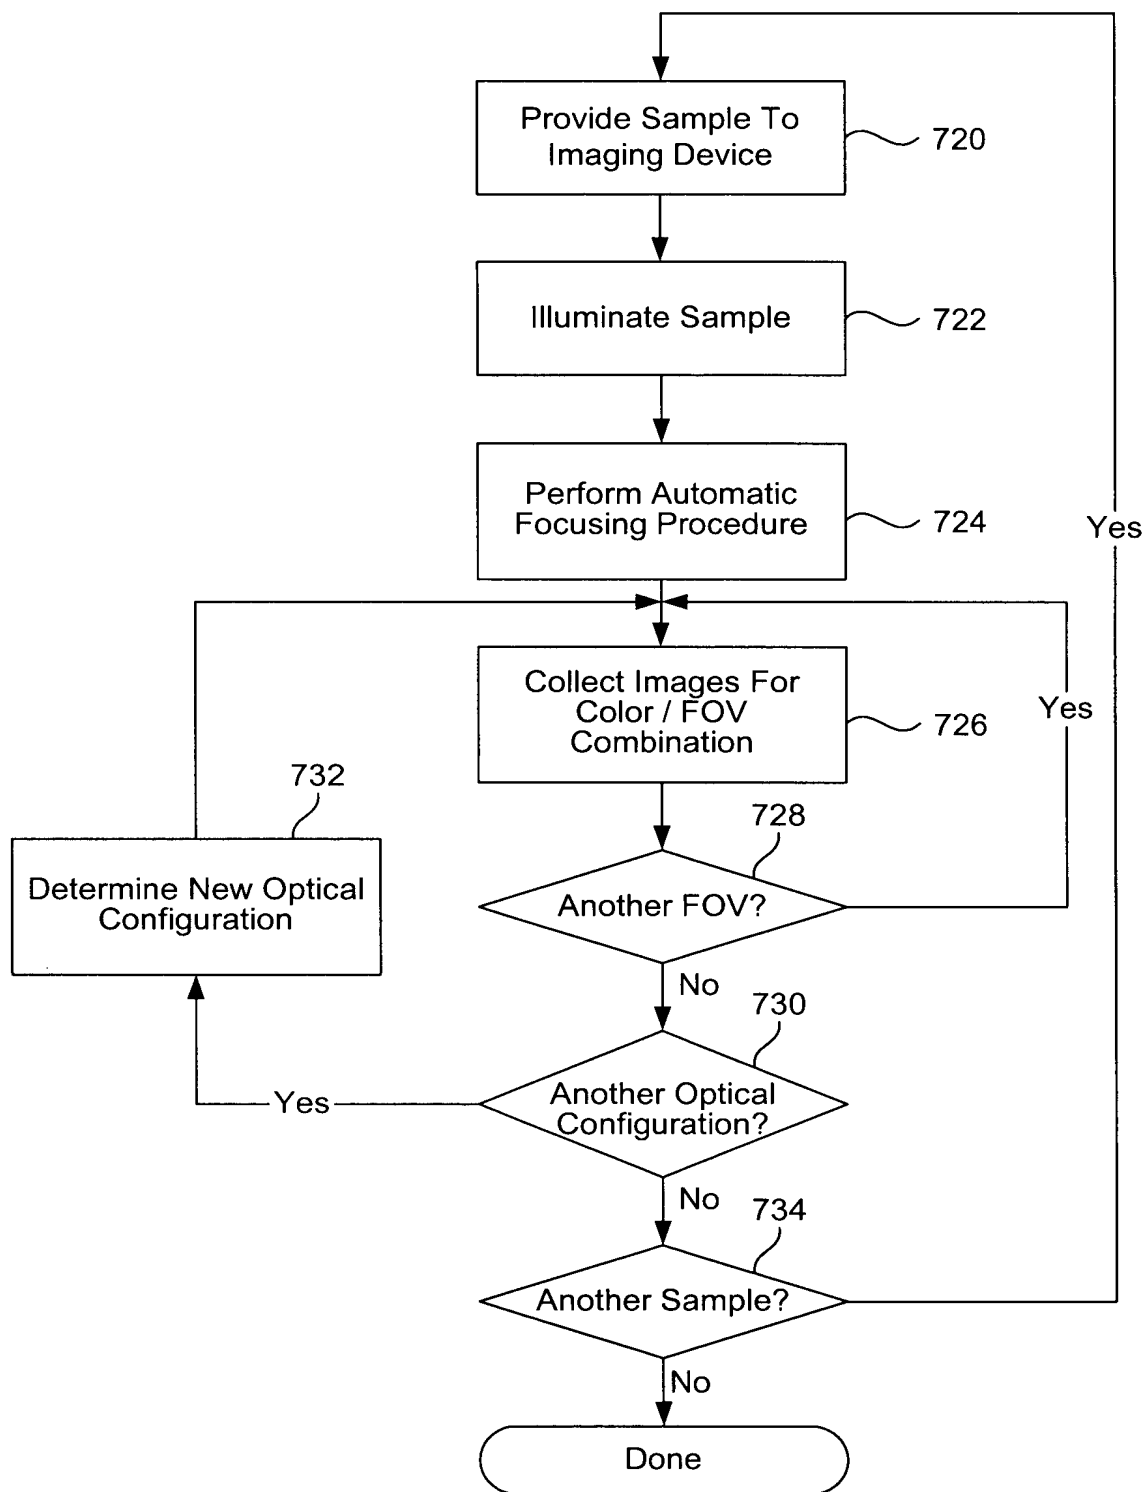 Provide Sample To
Imaging Device
720
Illuminate Sample
722
Perform Automatic
Focusing Procedure
724
Yes
Collect Images For
Color / FOV
Combination
726
Yes
732
Determine New Optical
Configuration
728
Another FOV?
No
730
Another Optical
Configuration?
Yes
No
734
Another Sample?
No
Done